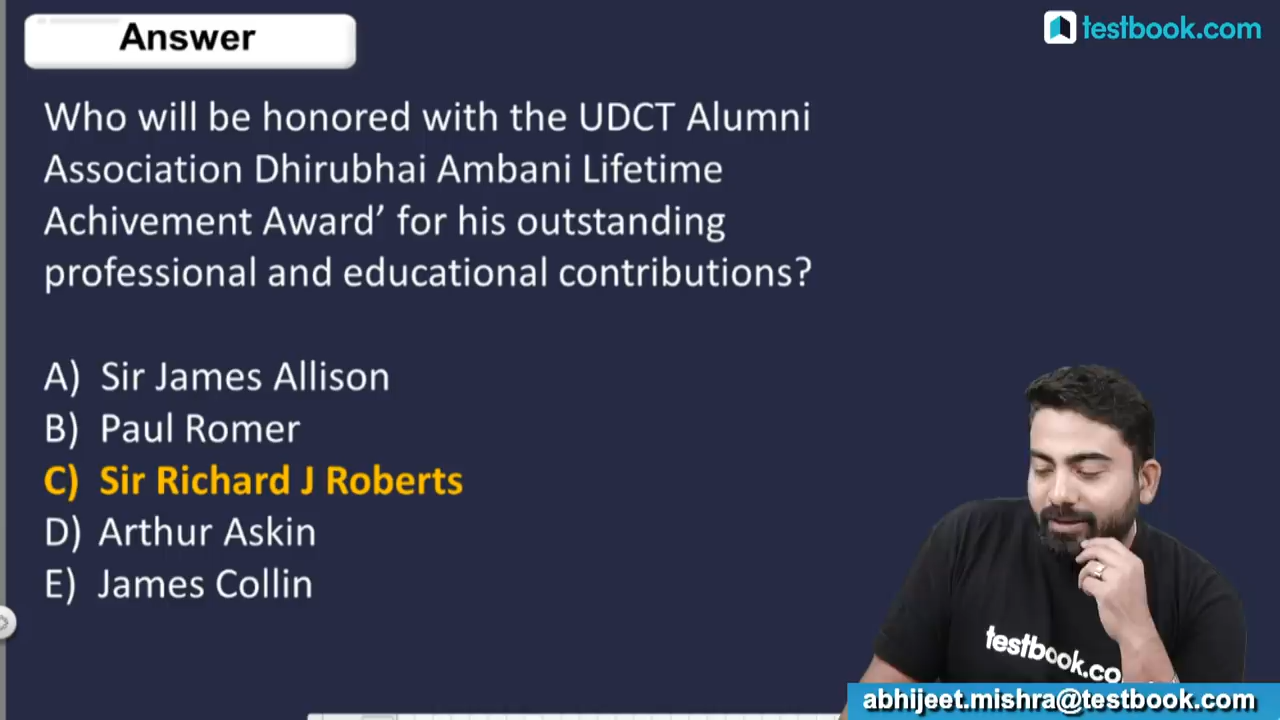 Answer
testbook.com
Who will be honored with the UDCT Alumni
Association Dhirubhai Ambani Lifetime
Achivement Award’ for his outstanding
professional and educational contributions?
A) Sir James Allison
B) Paul Romer
C) Sir Richard J Roberts
D) Arthur Askin
E) James Collin
testbook.co
abhijeet.mishra@testbook.com